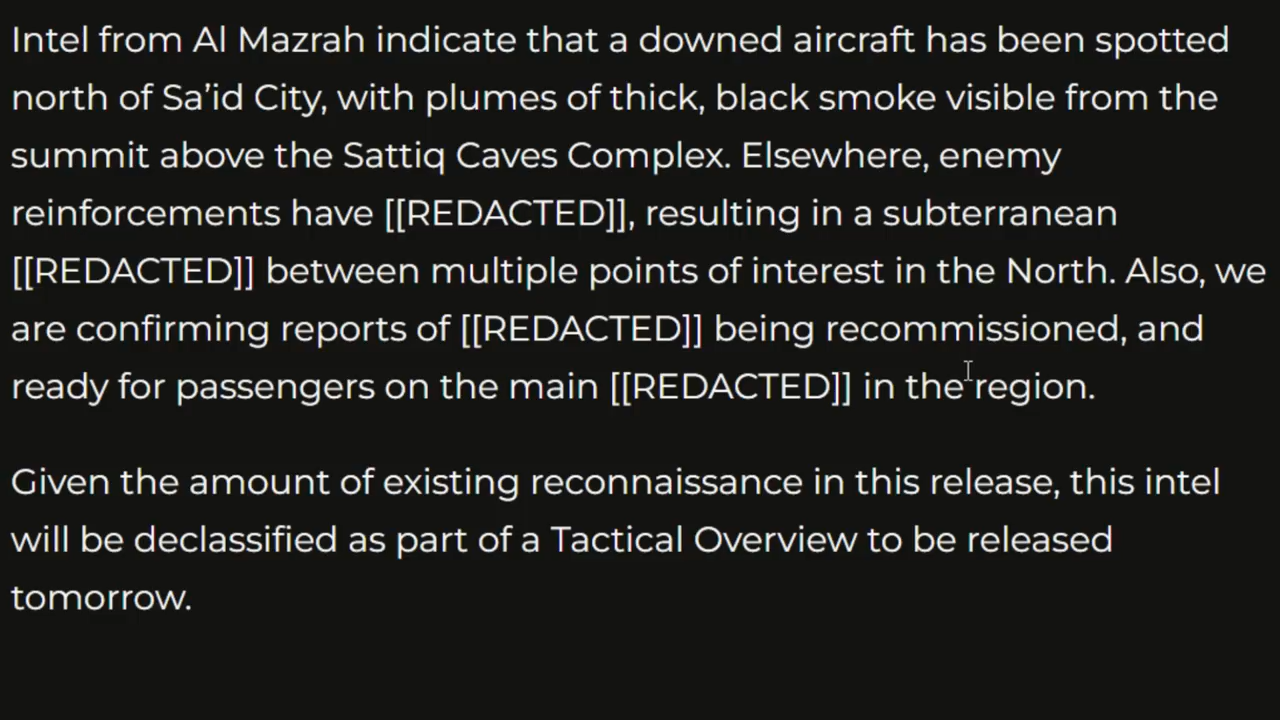 Intel from Al Mazrah indicate that a downed aircraft has been spotted
north of Sa’id City, with plumes of thick, black smoke visible from the
summit above the Sattiq Caves Complex. Elsewhere, enemy
reinforcements have [[REDACTED]], resulting in a subterranean
[[REDACTED]] between multiple points of interest in the North. Also, we
are confirming reports of [[REDACTED]] being recommissioned, and
ready for passengers on the main [[REDACTED]] in the region.
Given the amount of existing reconnaissance in this release, this intel
will be declassified as part of a Tactical Overview to be released
tomorrow.